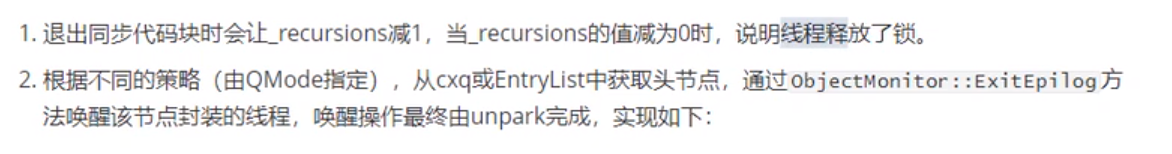 1. 退出同步代码块时会让_recursions减1，当_recursions的值减为0时，说明线程释放了锁。
2. 根据不同的策略（由QMode指定），从cxq或EntryList中获取头节点，通过ObjectMonitor::ExitEpilog方
法唤醒该节点封装的线程，唤醒操作最终由unpark完成，实现如下：